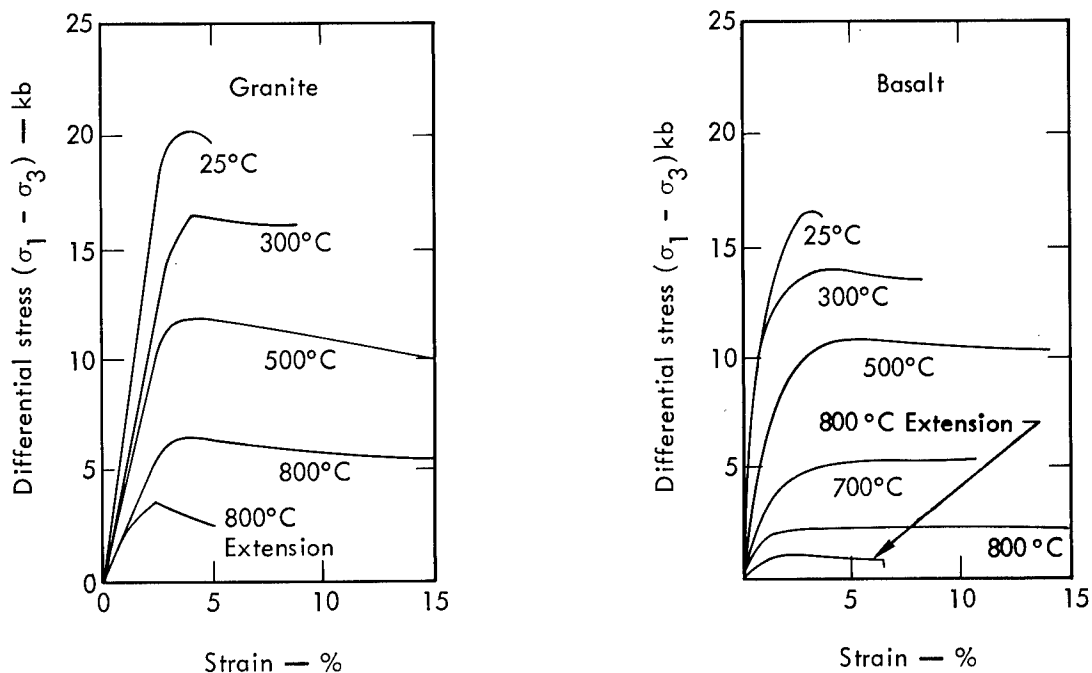 Differential stress (σ1 − σ3) — kb
25
20
15
10
5
0
Granite
25°C
300°C
500°C
800°C
800°C
Extension
0
5
10
15
Strain — %
Differential stress (σ1 − σ3) kb
25
20
15
10
5
0
Basalt
25°C
300°C
500°C
800°C Extension
700°C
800°C
5
10
15
Strain — %